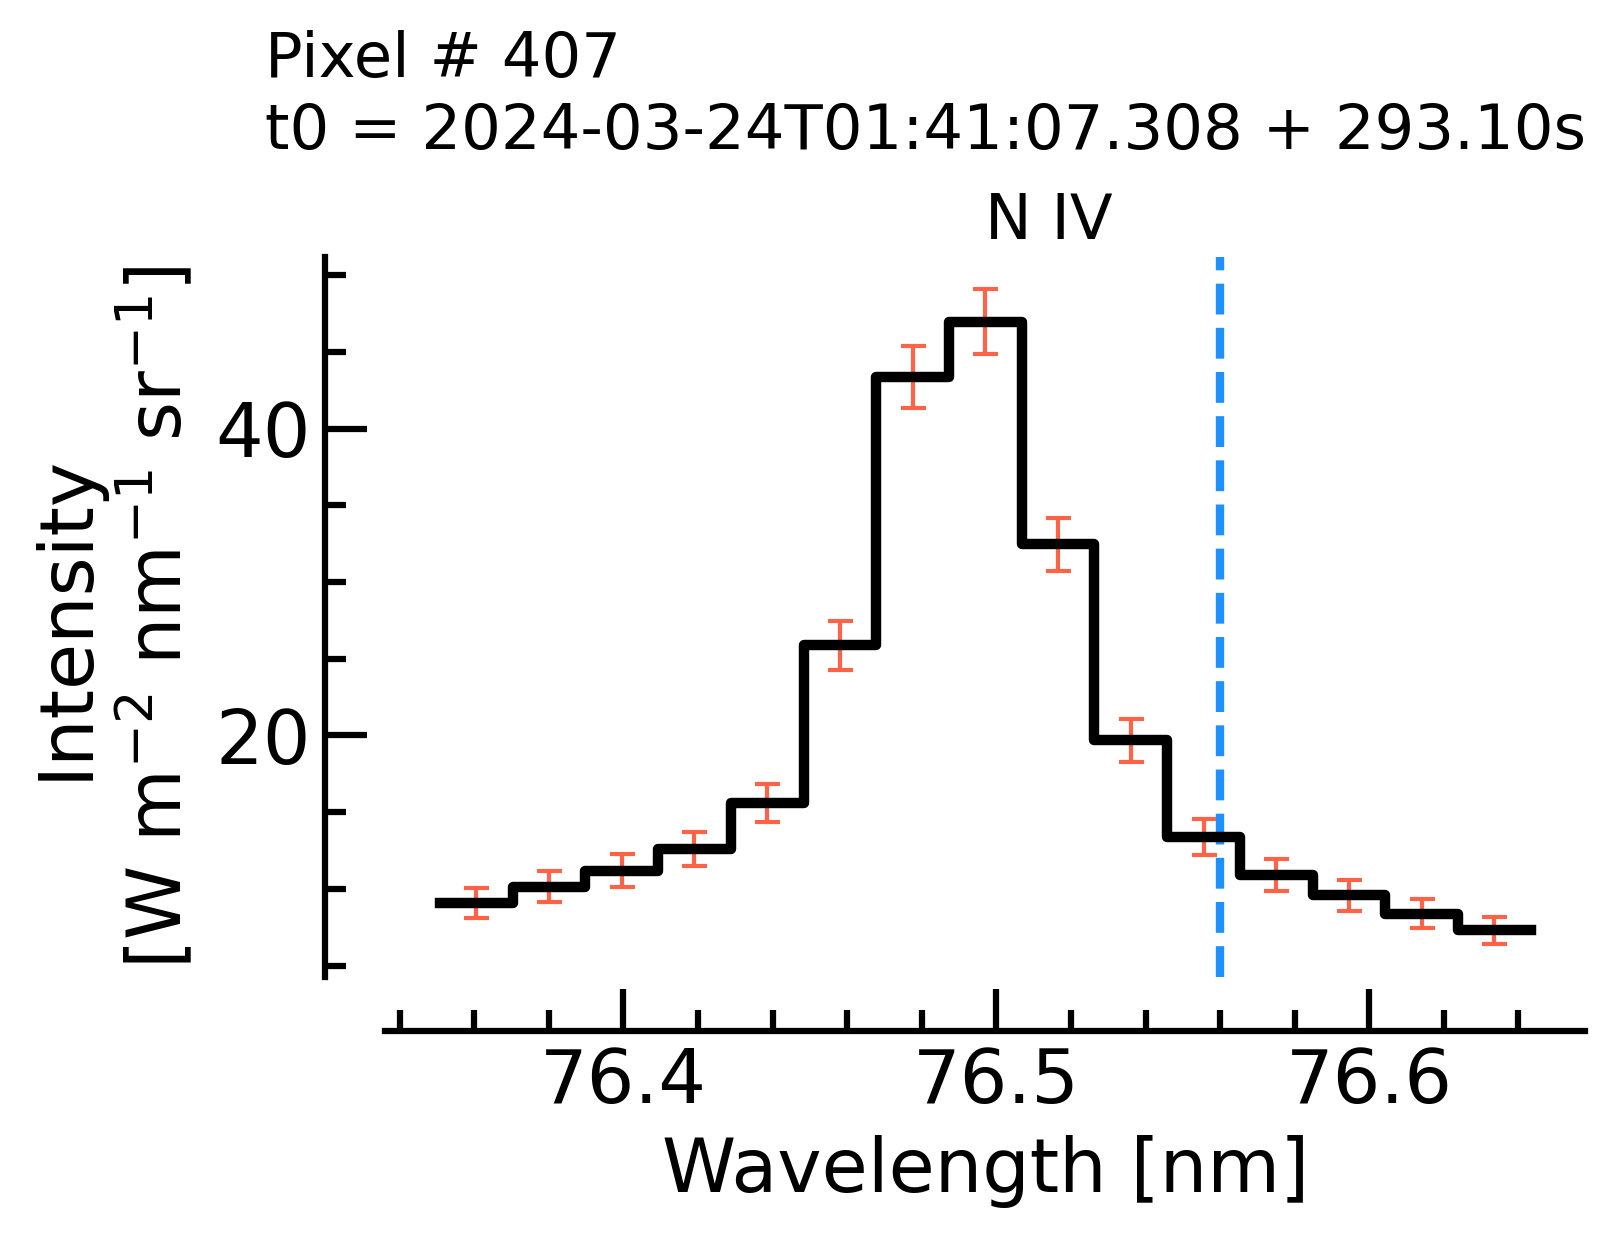 Pixel # 407
t0 = 2024-03-24T01:41:07.308 + 293.10s
N IV
Intensity
[W m⁻² nm⁻¹ sr⁻¹]
40
20
76.4 76.5 76.6
Wavelength [nm]